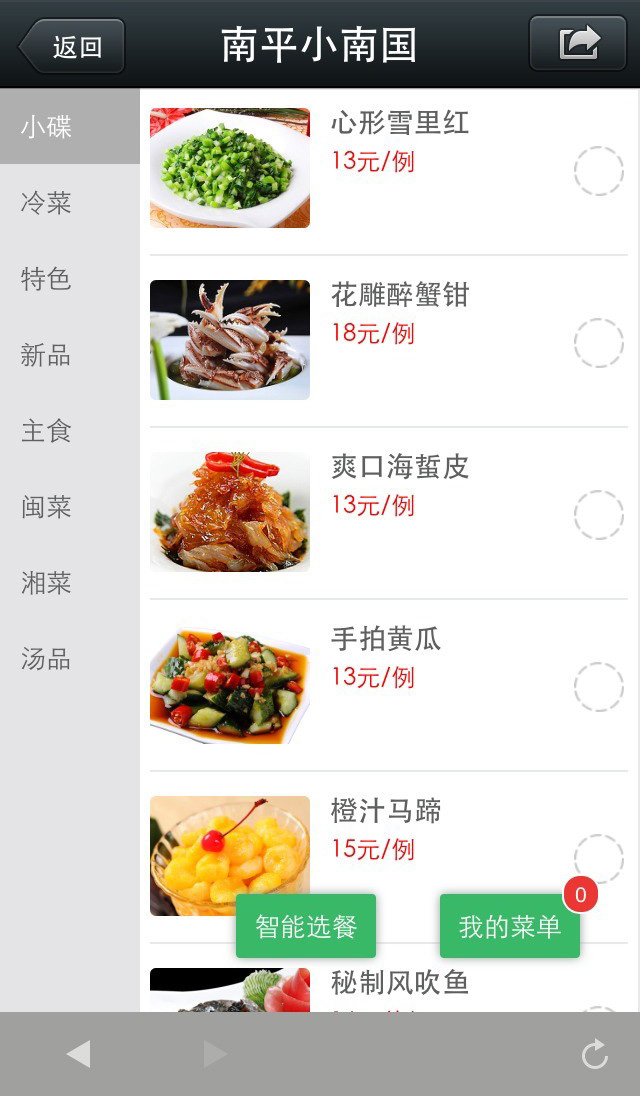 返回
南平小南国
小碟
冷菜
特色
新品
主食
闽菜
湘菜
汤品
心形雪里红
13元/例
花雕醉蟹钳
18元/例
爽口海蜇皮
13元/例
手拍黄瓜
13元/例
橙汁马蹄
15元/例
智能选餐
我的菜单
0
秘制风吹鱼